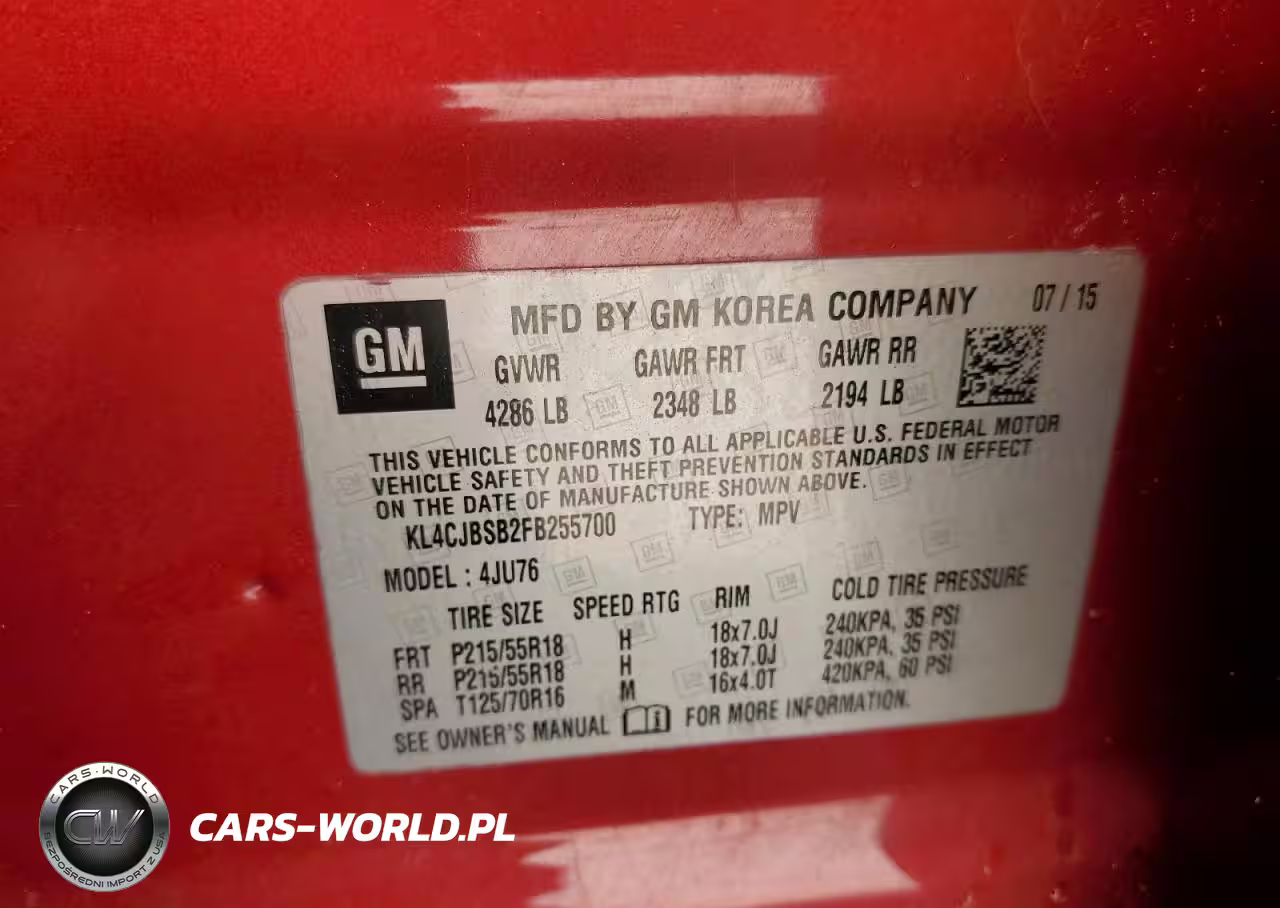 GM
MFD BY GM KOREA COMPANY 07/15
GVWR GAWR FRT GAWR RR
4286 LB 2348 LB 2194 LB
THIS VEHICLE CONFORMS TO ALL APPLICABLE U.S. FEDERAL MOTOR
VEHICLE SAFETY AND THEFT PREVENTION STANDARDS IN EFFECT
ON THE DATE OF MANUFACTURE SHOWN ABOVE.
KL4CJBSB2FB255700 TYPE: MPV
MODEL : 4JU76
TIRE SIZE SPEED RTG RIM COLD TIRE PRESSURE
FRT P215/55R18 H 18x7.0J 240KPA, 35 PSI
RR P215/55R18 H 18x7.0J 240KPA, 35 PSI
SPA T125/70R16 M 16x4.0T 420KPA, 60 PSI
SEE OWNER'S MANUAL FOR MORE INFORMATION.
CARS-WORLD
CW
BEZPOŚREDNI IMPORT Z USA
CARS-WORLD.PL